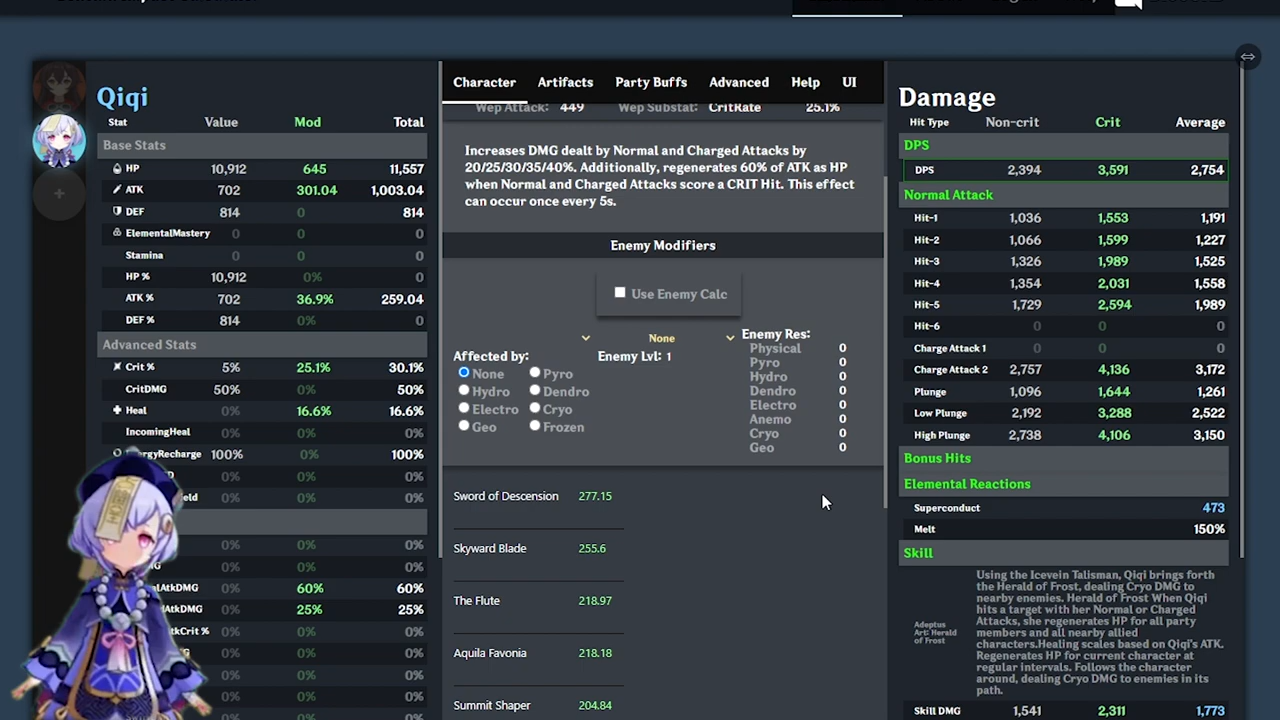 Qiqi
Stat Value Mod Total
Base Stats
HP 10,912 645 11,557
ATK 702 301.04 1,003.04
DEF 814 0 814
ElementalMastery 0 0 0
Stamina 0 0 0
HP % 10,912 0% 0
ATK % 702 36.9% 259.04
DEF % 814 0% 0
Advanced Stats
Crit % 5% 25.1% 30.1%
CritDMG 50% 0% 50%
Heal 0% 16.6% 16.6%
IncomingHeal 0% 0% 0%
EnergyRecharge 100% 0% 100%
0% 0% 0%
0% 0% 0%
0% 0% 0%
0% 0% 0%
AtkDMG 0% 60% 60%
AtkDMG 0% 25% 25%
Crit % 0% 0% 0%
0% 0% 0%
0% 0% 0%
0% 0% 0%
Character Artifacts Party Buffs Advanced Help UI
Wep Attack: 449 Wep Substat: CritRate 25.1%
Increases DMG dealt by Normal and Charged Attacks by
20/25/30/35/40%. Additionally, regenerates 60% of ATK as HP
when Normal and Charged Attacks score a CRIT Hit. This effect
can occur once every 5s.
Enemy Modifiers
Use Enemy Calc
None
Affected by:
None Pyro
Hydro Dendro
Electro Cryo
Geo Frozen
Enemy Lvl: 1
Enemy Res:
Physical 0
Pyro 0
Hydro 0
Dendro 0
Electro 0
Anemo 0
Cryo 0
Geo 0
Sword of Descension 277.15
Skyward Blade 255.6
The Flute 218.97
Aquila Favonia 218.18
Summit Shaper 204.84
Damage
Hit Type Non-crit Crit Average
DPS
DPS 2,394 3,591 2,754
Normal Attack
Hit-1 1,036 1,553 1,191
Hit-2 1,066 1,599 1,227
Hit-3 1,326 1,989 1,525
Hit-4 1,354 2,031 1,558
Hit-5 1,729 2,594 1,989
Hit-6 0 0 0
Charge Attack 1 0 0 0
Charge Attack 2 2,757 4,136 3,172
Plunge 1,096 1,644 1,261
Low Plunge 2,192 3,288 2,522
High Plunge 2,738 4,106 3,150
Bonus Hits
Elemental Reactions
Superconduct 473
Melt 150%
Skill
Adeptus
Art: Herald
of Frost
Using the Icevein Talisman, Qiqi brings forth
the Herald of Frost, dealing Cryo DMG to
nearby enemies. Herald of Frost When Qiqi
hits a target with her Normal or Charged
Attacks, she regenerates HP for all party
members and all nearby allied
characters.Healing scales based on Qiqi's ATK.
Regenerates HP for current character at
regular intervals. Follows the character
around, dealing Cryo DMG to enemies in its
path.
Skill DMG 1,541 2,311 1,773